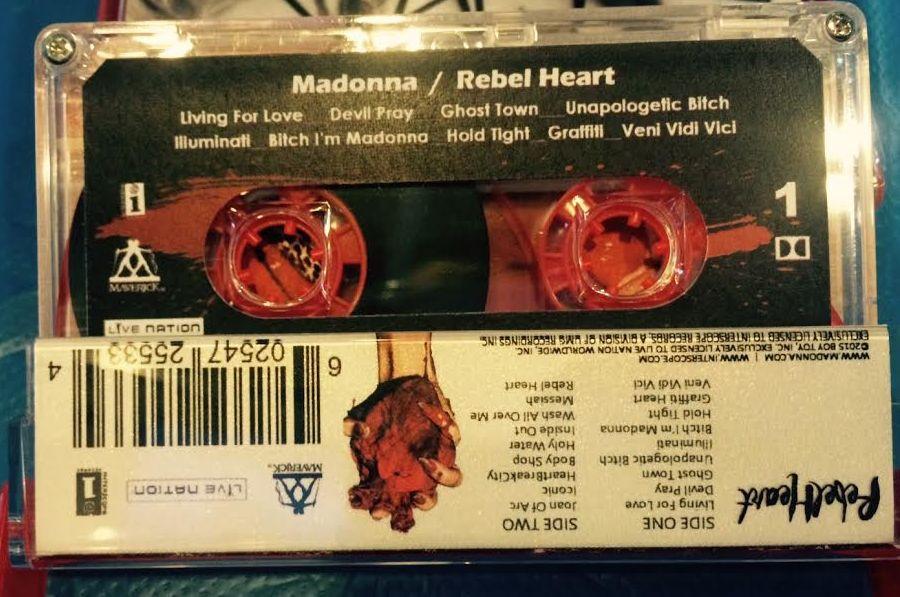 Madonna / Rebel Heart
Living For Love Devil Pray Ghost Town Unapologetic Bitch
Illuminati Bitch I'm Madonna Hold Tight Graffiti Veni Vidi Vici
1
MAVERICK
LIVE NATION
Rebel Heart
SIDE ONE
Living For Love
Devil Pray
Ghost Town
Unapologetic Bitch
Illuminati
Bitch I'm Madonna
Hold Tight
Graffiti Heart
Veni Vidi Vici
SIDE TWO
Joan Of Arc
Iconic
HeartBreakCity
Body Shop
Holy Water
Inside Out
Wash All Over Me
Messiah
Rebel Heart
WWW.MADONNA.COM | WWW.INTERSCOPE.COM
©2015 BOY TOY, INC. EXCLUSIVELY LICENSED TO LIVE NATION WORLDWIDE, INC.
EXCLUSIVELY LICENSED TO INTERSCOPE RECORDS, A DIVISION OF UMG RECORDINGS
MAVERICK
LIVE NATION
INTERSCOPE
6 02547 25533 4